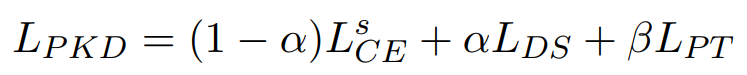 L_{PKD} = (1 − α)L^{s}_{CE} + αL_{DS} + βL_{PT}